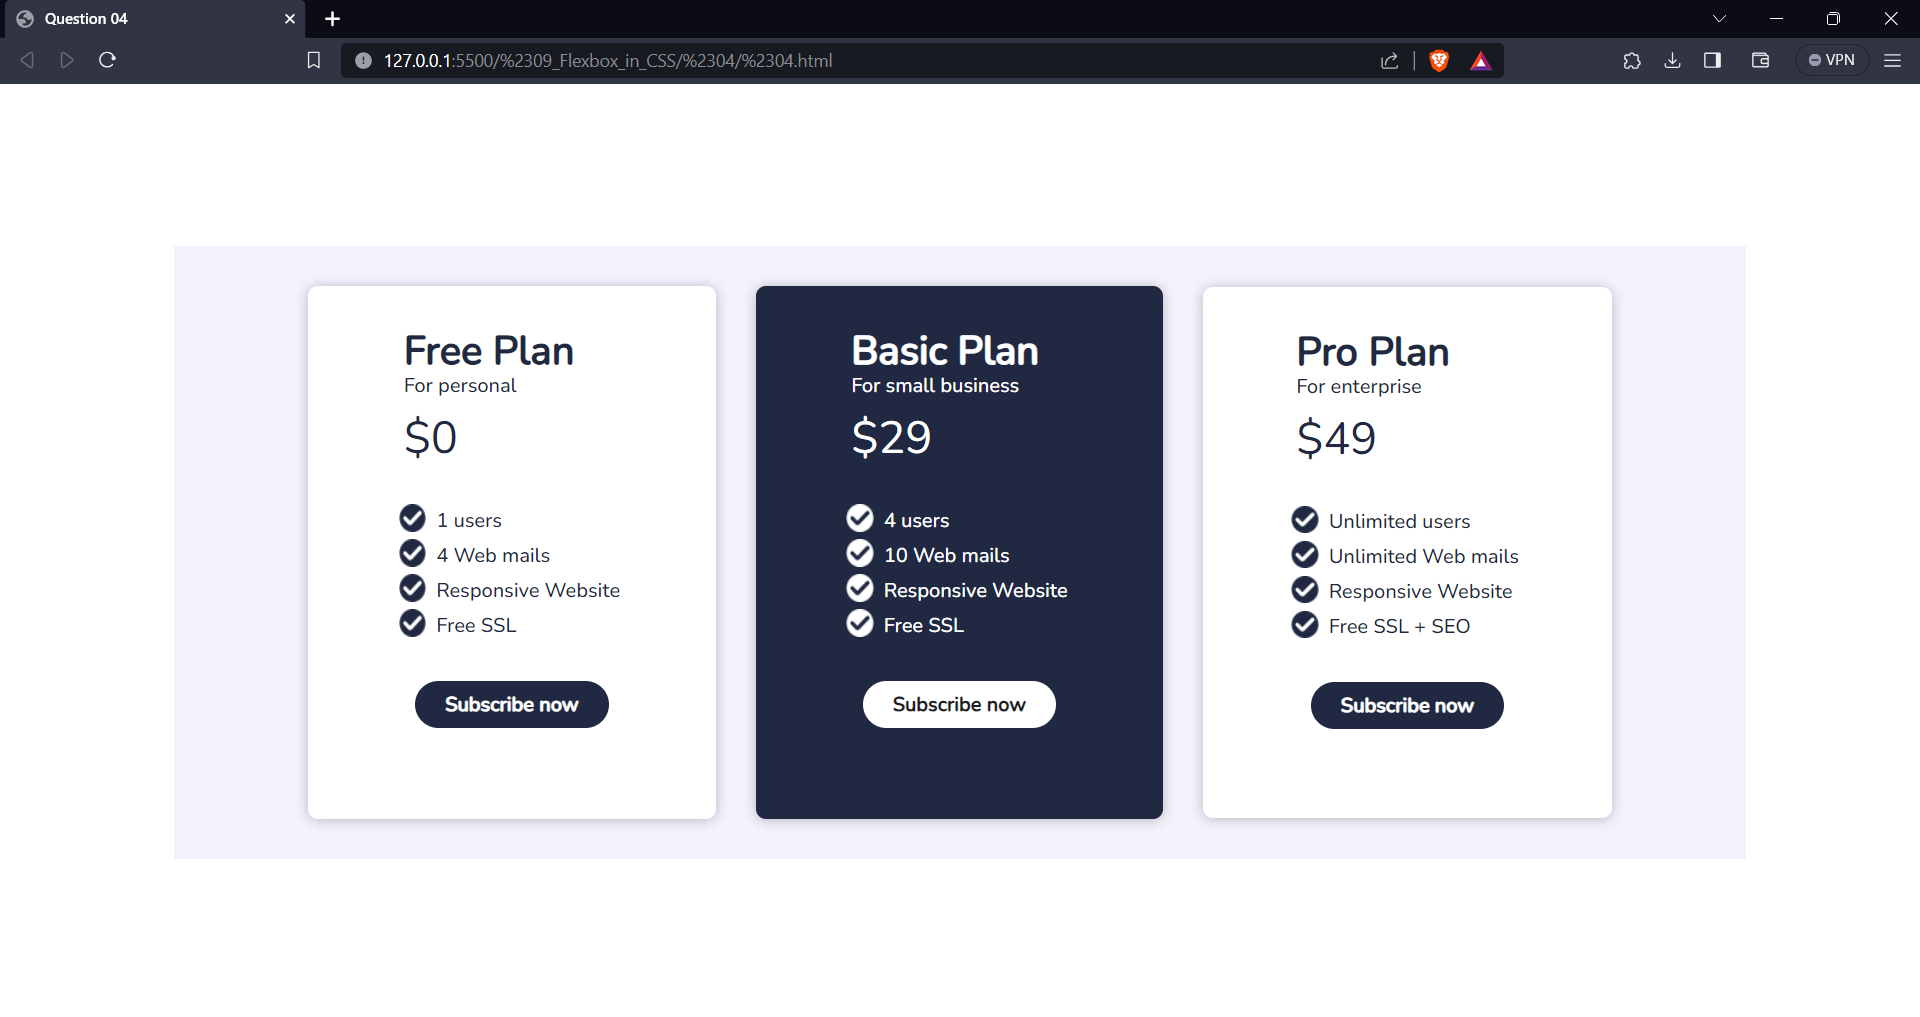 Question 04
127.0.0.1:5500/%2309_Flexbox_in_CSS/%2304/%2304.html
VPN
Free Plan
For personal
$0
1 users
4 Web mails
Responsive Website
Free SSL
Subscribe now
Basic Plan
For small business
$29
4 users
10 Web mails
Responsive Website
Free SSL
Subscribe now
Pro Plan
For enterprise
$49
Unlimited users
Unlimited Web mails
Responsive Website
Free SSL + SEO
Subscribe now